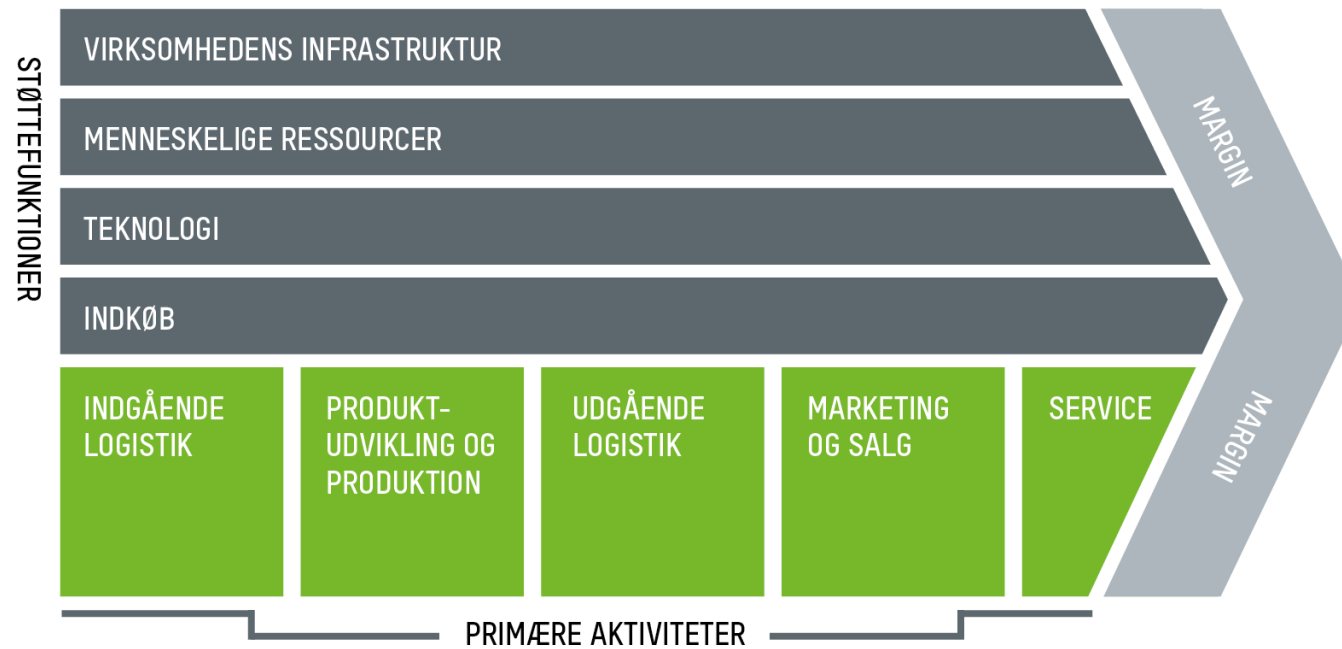 STØTTEFUNKTIONER
VIRKSOMHEDENS INFRASTRUKTUR
MENNESKELIGE RESSOURCER
TEKNOLOGI
INDKØB
MARGIN
INDGÅENDE
LOGISTIK
PRODUKT-
UDVIKLING OG
PRODUKTION
UDGÅENDE
LOGISTIK
MARKETING
OG SALG
SERVICE
MARGIN
PRIMÆRE AKTIVITETER